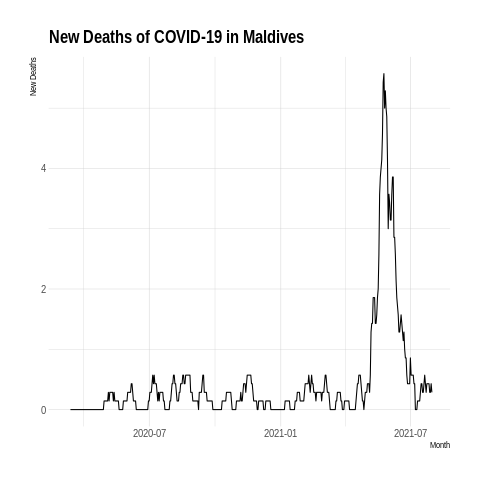 New Deaths of COVID-19 in Maldives
New Deaths
4
2
0
2020-07
2021-01
2021-07
Month